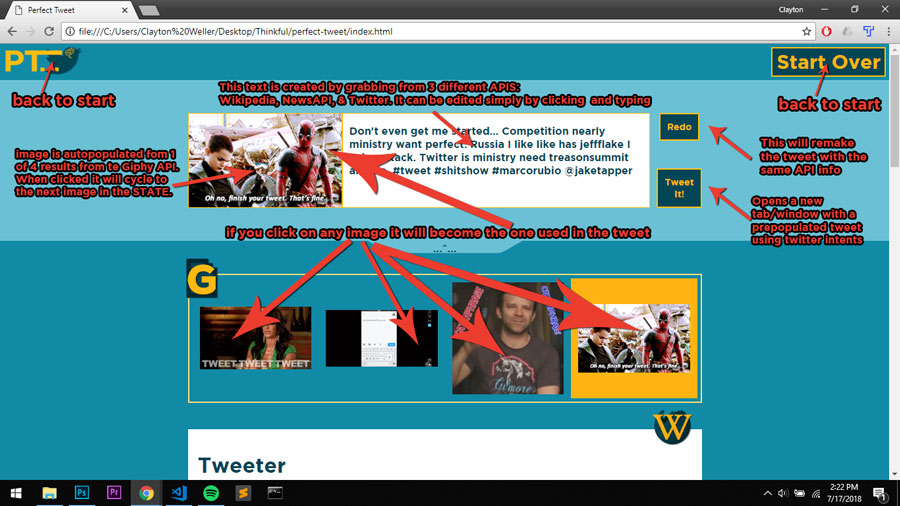 Perfect Tweet
Clayton
file:///C:/Users/Clayton%20Weller/Desktop/Thinkful/perfect-tweet/index.html
PT
Start Over
back to start
back to start
This text is created by grabbing from 3 different APIS:
Wikipedia, NewsAPI, & Twitter. It can be edited simply by clicking and typing
Don't even get me started... Competition nearly
ministry want perfect. Russia I like like has jeffflake I
tack. Twitter is ministry need treasonsummit
#tweet #shitshow #marcorubio @jaketapper
Oh no, finish your tweet. That's fine.
Redo
Tweet
It!
image is autopopulated fom 1
of 4 results from te Giphy API.
When clicked it will cycle to
the next image in the STATE.
This will remake
the tweet with the
same API info
Opens a new
tab/window with a
prepopulated tweet
using twitter intents
if you click on any image it will become the one used in the tweet
...^...
G
TWEET TWEET TWEET
Gilmore
Oh no, finish your tweet. That's fine.
W
Tweeter
2:22 PM
7/17/2018
1